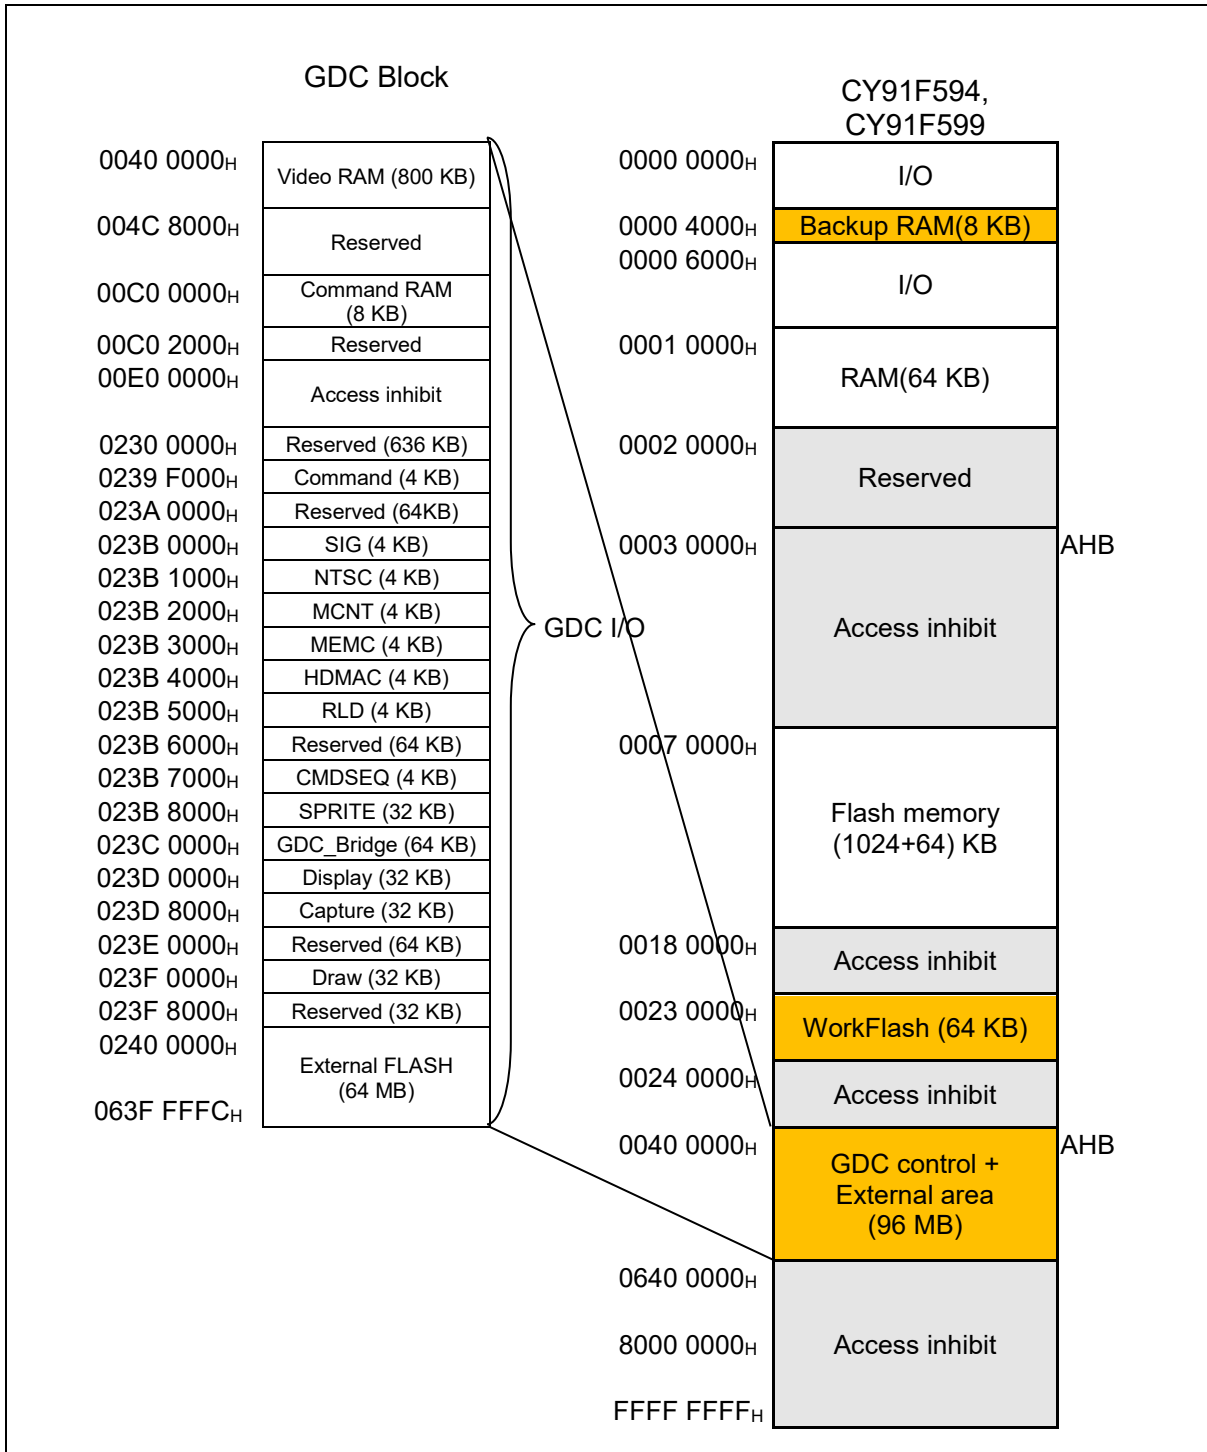 GDC Block
0040 0000H
Video RAM (800 KB)
004C 8000H
Reserved
00C0 0000H
Command RAM
(8 KB)
00C0 2000H
Reserved
00E0 0000H
Access inhibit
0230 0000H
Reserved (636 KB)
0239 F000H
Command (4 KB)
023A 0000H
Reserved (64KB)
023B 0000H
SIG (4 KB)
023B 1000H
NTSC (4 KB)
023B 2000H
MCNT (4 KB)
023B 3000H
MEMC (4 KB)
023B 4000H
HDMAC (4 KB)
023B 5000H
RLD (4 KB)
023B 6000H
Reserved (64 KB)
023B 7000H
CMDSEQ (4 KB)
023B 8000H
SPRITE (32 KB)
023C 0000H
GDC_Bridge (64 KB)
023D 0000H
Display (32 KB)
023D 8000H
Capture (32 KB)
023E 0000H
Reserved (64 KB)
023F 0000H
Draw (32 KB)
023F 8000H
Reserved (32 KB)
0240 0000H
External FLASH
(64 MB)
063F FFFCH
GDC I/O
CY91F594,
CY91F599
0000 0000H
I/O
0000 4000H
Backup RAM(8 KB)
0000 6000H
I/O
0001 0000H
RAM(64 KB)
0002 0000H
Reserved
0003 0000H
AHB
Access inhibit
0007 0000H
Flash memory
(1024+64) KB
0018 0000H
Access inhibit
0023 0000H
WorkFlash (64 KB)
0024 0000H
Access inhibit
0040 0000H
AHB
GDC control +
External area
(96 MB)
0640 0000H
8000 0000H
Access inhibit
FFFF FFFFH